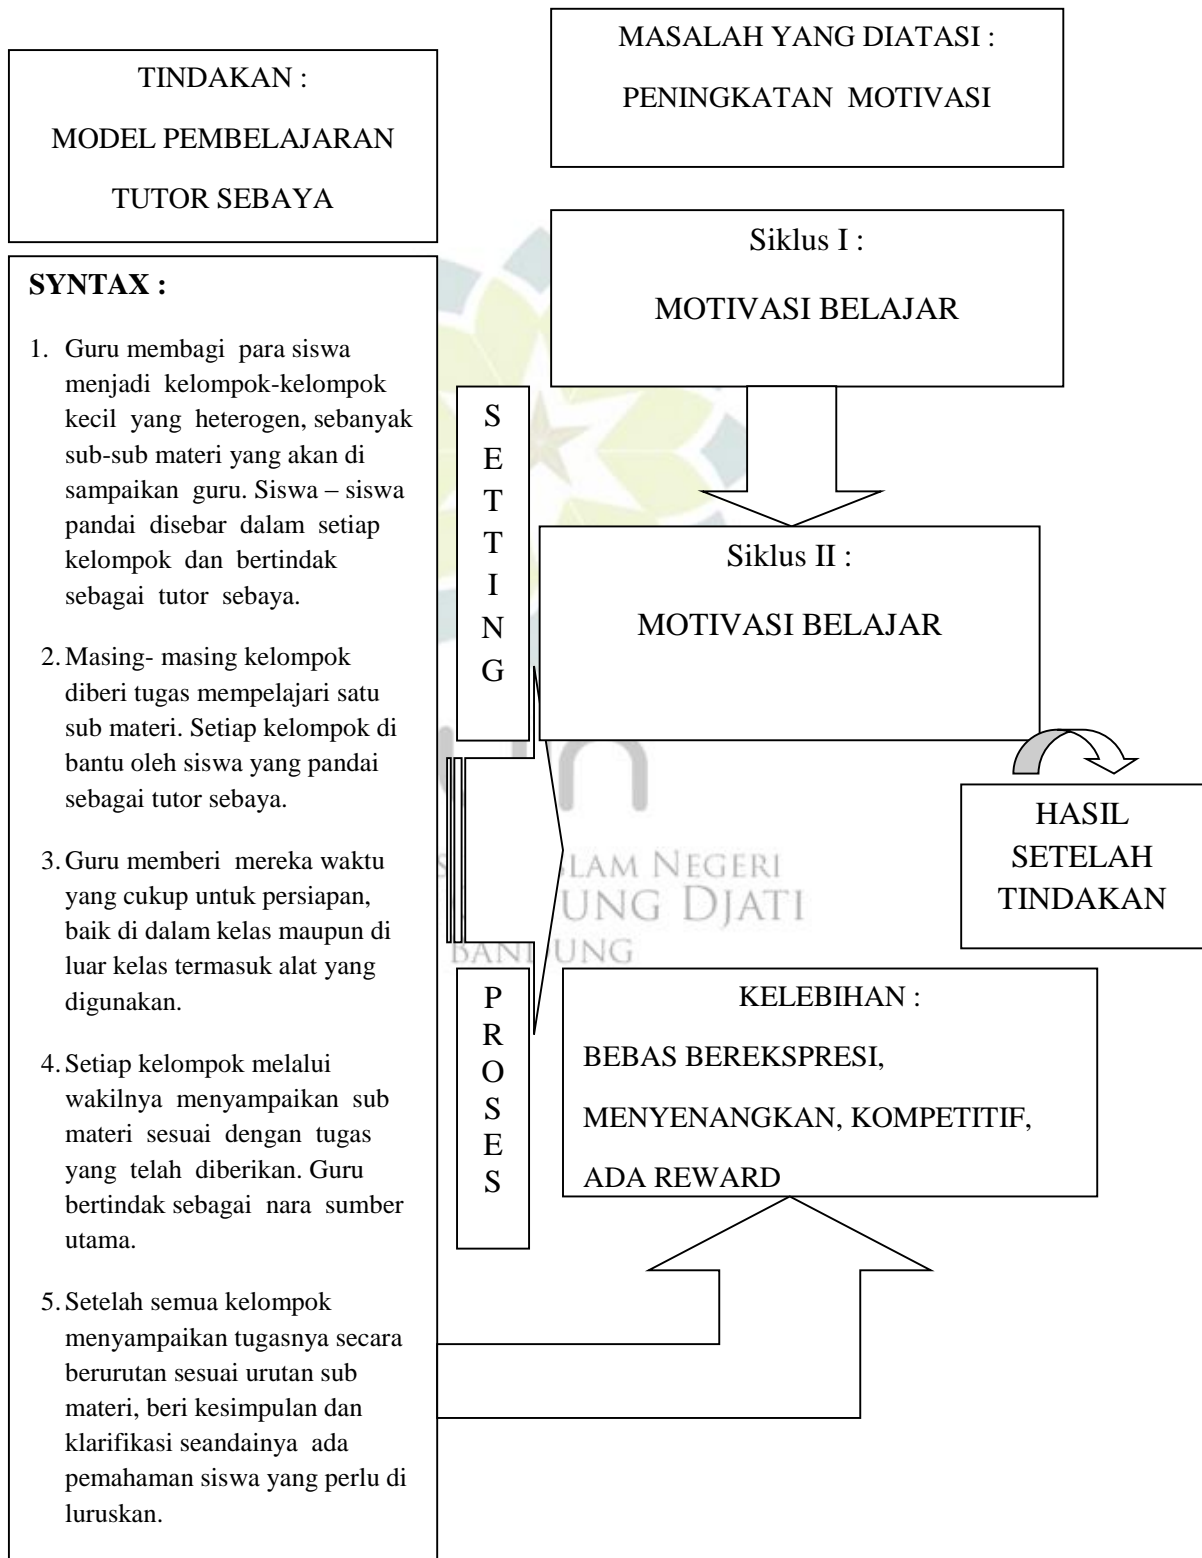 TINDAKAN :
MODEL PEMBELAJARAN
TUTOR SEBAYA
MASALAH YANG DIATASI :
PENINGKATAN MOTIVASI
SYNTAX :
1. Guru membagi para siswa
menjadi kelompok-kelompok
kecil yang heterogen, sebanyak
sub-sub materi yang akan di
sampaikan guru. Siswa – siswa
pandai disebar dalam setiap
kelompok dan bertindak
sebagai tutor sebaya.
2. Masing- masing kelompok
diberi tugas mempelajari satu
sub materi. Setiap kelompok di
bantu oleh siswa yang pandai
sebagai tutor sebaya.
3. Guru memberi mereka waktu
yang cukup untuk persiapan,
baik di dalam kelas maupun di
luar kelas termasuk alat yang
digunakan.
4. Setiap kelompok melalui
wakilnya menyampaikan sub
materi sesuai dengan tugas
yang telah diberikan. Guru
bertindak sebagai nara sumber
utama.
5. Setelah semua kelompok
menyampaikan tugasnya secara
berurutan sesuai urutan sub
materi, beri kesimpulan dan
klarifikasi seandainya ada
pemahaman siswa yang perlu di
luruskan.
SETTING
PROSES
Siklus I :
MOTIVASI BELAJAR
Siklus II :
MOTIVASI BELAJAR
HASIL
SETELAH
TINDAKAN
KELEBIHAN :
BEBAS BEREKSPRESI,
MENYENANGKAN, KOMPETITIF,
ADA REWARD
NEGERI
DJATI